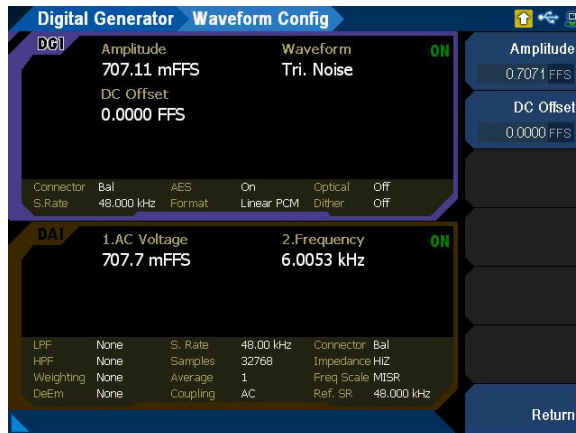 Digital Generator Waveform Config
DG1
Amplitude Waveform ON
707.11 mFFS Tri. Noise
DC Offset
0.0000 FFS
Connector Bal AES On Optical Off
S.Rate 48.000 kHz Format Linear PCM Dither Off
DA1
1.AC Voltage 2.Frequency ON
707.7 mFFS 6.0053 kHz
LPF None S. Rate 48.00 kHz Connector Bal
HPF None Samples 32768 Impedance HiZ
Weighting None Average 1 Freq Scale MISR
DeEm None Coupling AC Ref. SR 48.000 kHz
Amplitude
0.7071 FFS
DC Offset
0.0000 FFS
Return